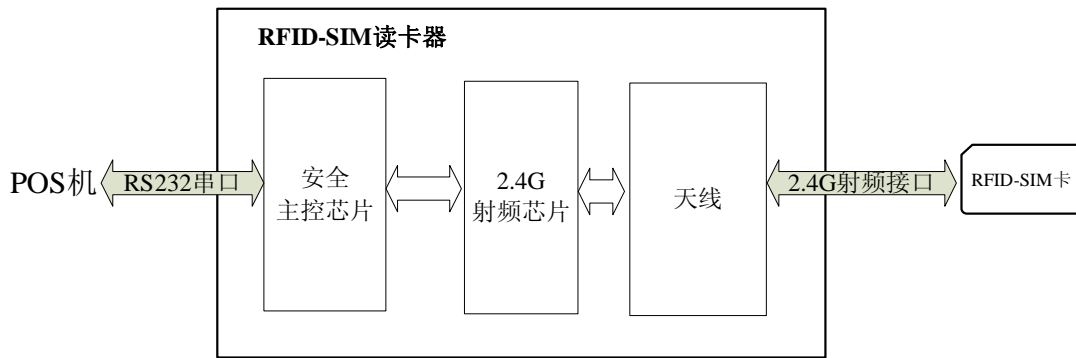 RFID-SIM读卡器
POS机
RS232串口
安全
主控芯片
2.4G
射频芯片
天线
2.4G射频接口
RFID-SIM卡